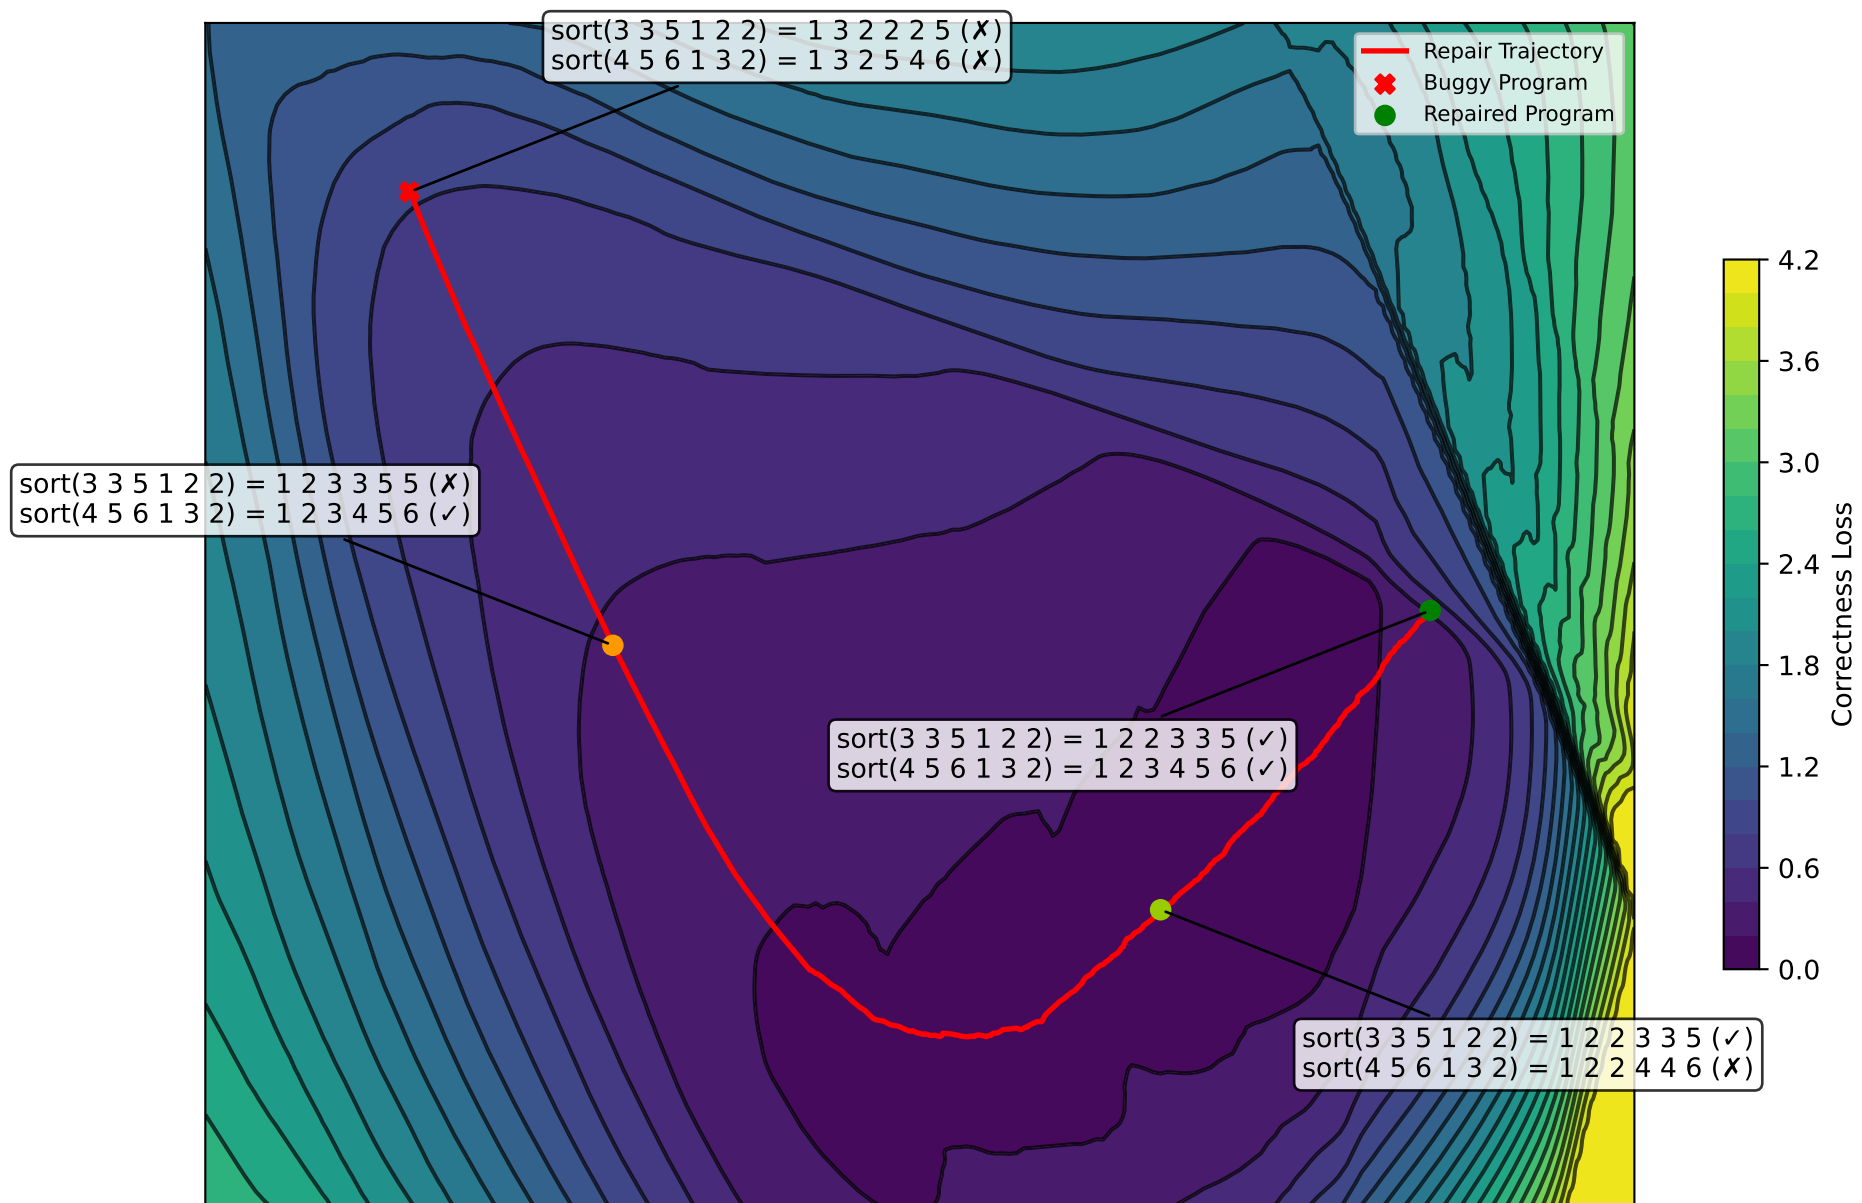 sort(3 3 5 1 2 2) = 1 3 2 2 2 5 (✗)
sort(4 5 6 1 3 2) = 1 3 2 5 4 6 (✗)
Repair Trajectory
Buggy Program
Repaired Program
sort(3 3 5 1 2 2) = 1 2 3 3 5 5 (✗)
sort(4 5 6 1 3 2) = 1 2 3 4 5 6 (✓)
sort(3 3 5 1 2 2) = 1 2 2 3 3 5 (✓)
sort(4 5 6 1 3 2) = 1 2 3 4 5 6 (✓)
sort(3 3 5 1 2 2) = 1 2 2 3 3 5 (✓)
sort(4 5 6 1 3 2) = 1 2 2 4 4 6 (✗)
4.2
3.6
3.0
2.4
1.8
1.2
0.6
0.0
Correctness Loss